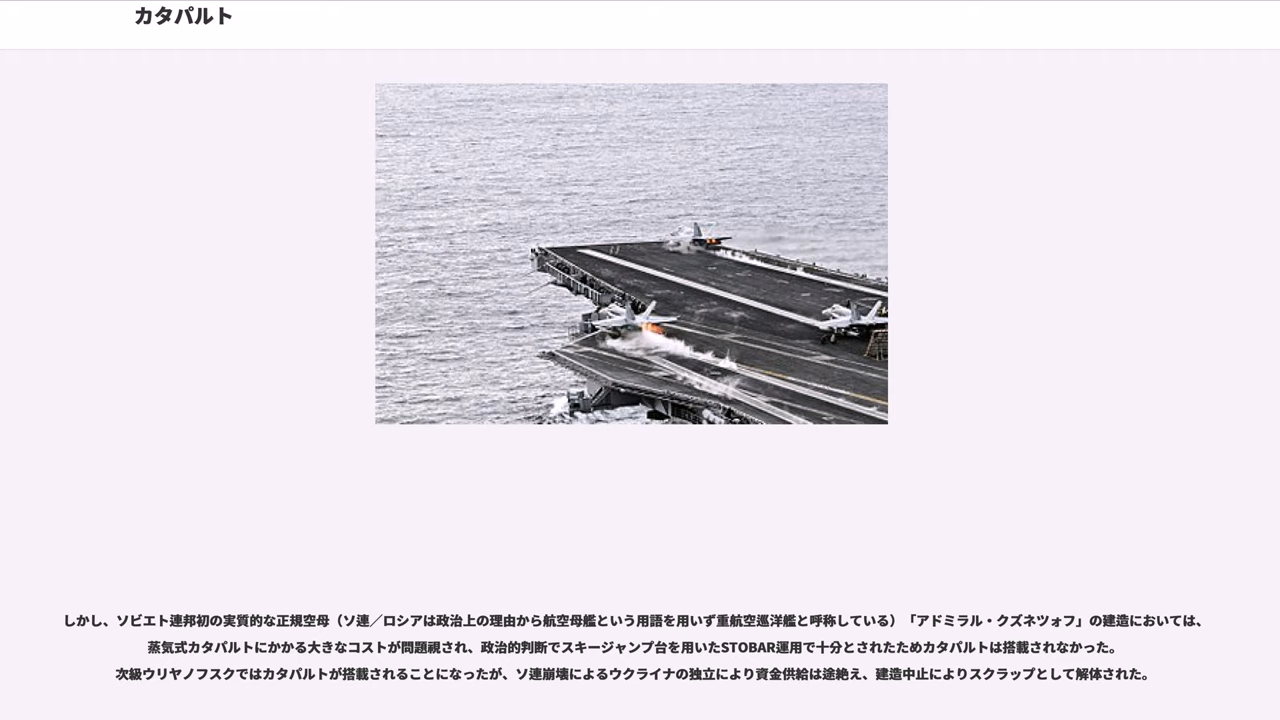 カタパルト
しかし、ソビエト連邦初の実質的な正規空母（ソ連／ロシアは政治上の理由から航空母艦という用語を用いず重航空巡洋艦と呼称している）「アドミラル・クズネツォフ」の建造においては、
蒸気式カタパルトにかかる大きなコストが問題視され、政治的判断でスキージャンプ台を用いたSTOBAR運用で十分とされたためカタパルトは搭載されなかった。
次級ウリヤノフスクではカタパルトが搭載されることになったが、ソ連崩壊によるウクライナの独立により資金供給は途絶え、建造中止によりスクラップとして解体された。